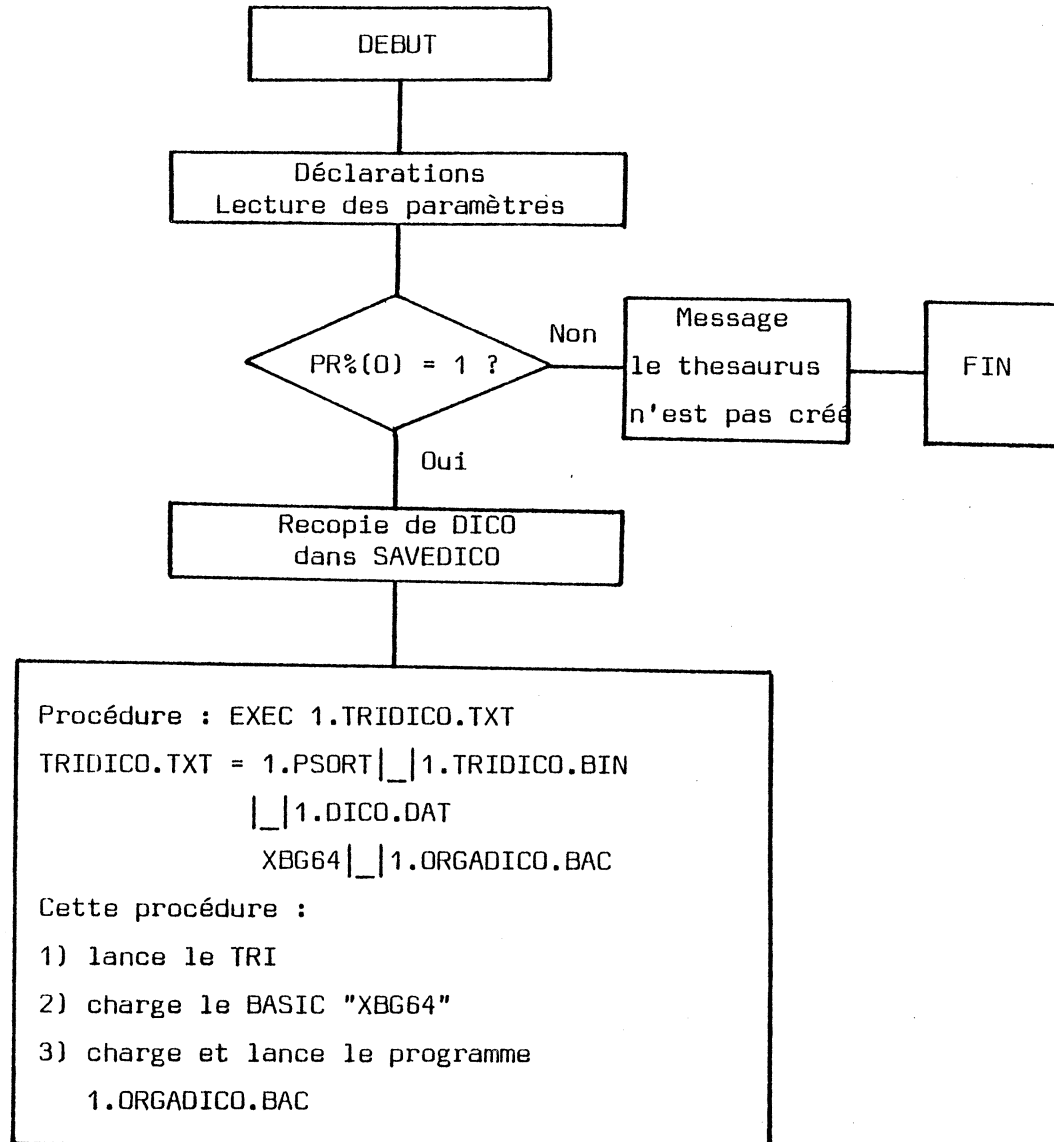 DEBUT
Déclarations
Lecture des paramètres
PR%(0) = 1 ?
Non
Message
le thesaurus
n'est pas créé
FIN
Oui
Recopie de DICO
dans SAVEDICO
Procédure : EXEC 1.TRIDICO.TXT
TRIDICO.TXT = 1.PSORT|_|1.TRIDICO.BIN
|_|1.DICO.DAT
XBG64|_|1.ORGADICO.BAC
Cette procédure :
1) lance le TRI
2) charge le BASIC "XBG64"
3) charge et lance le programme
1.ORGADICO.BAC